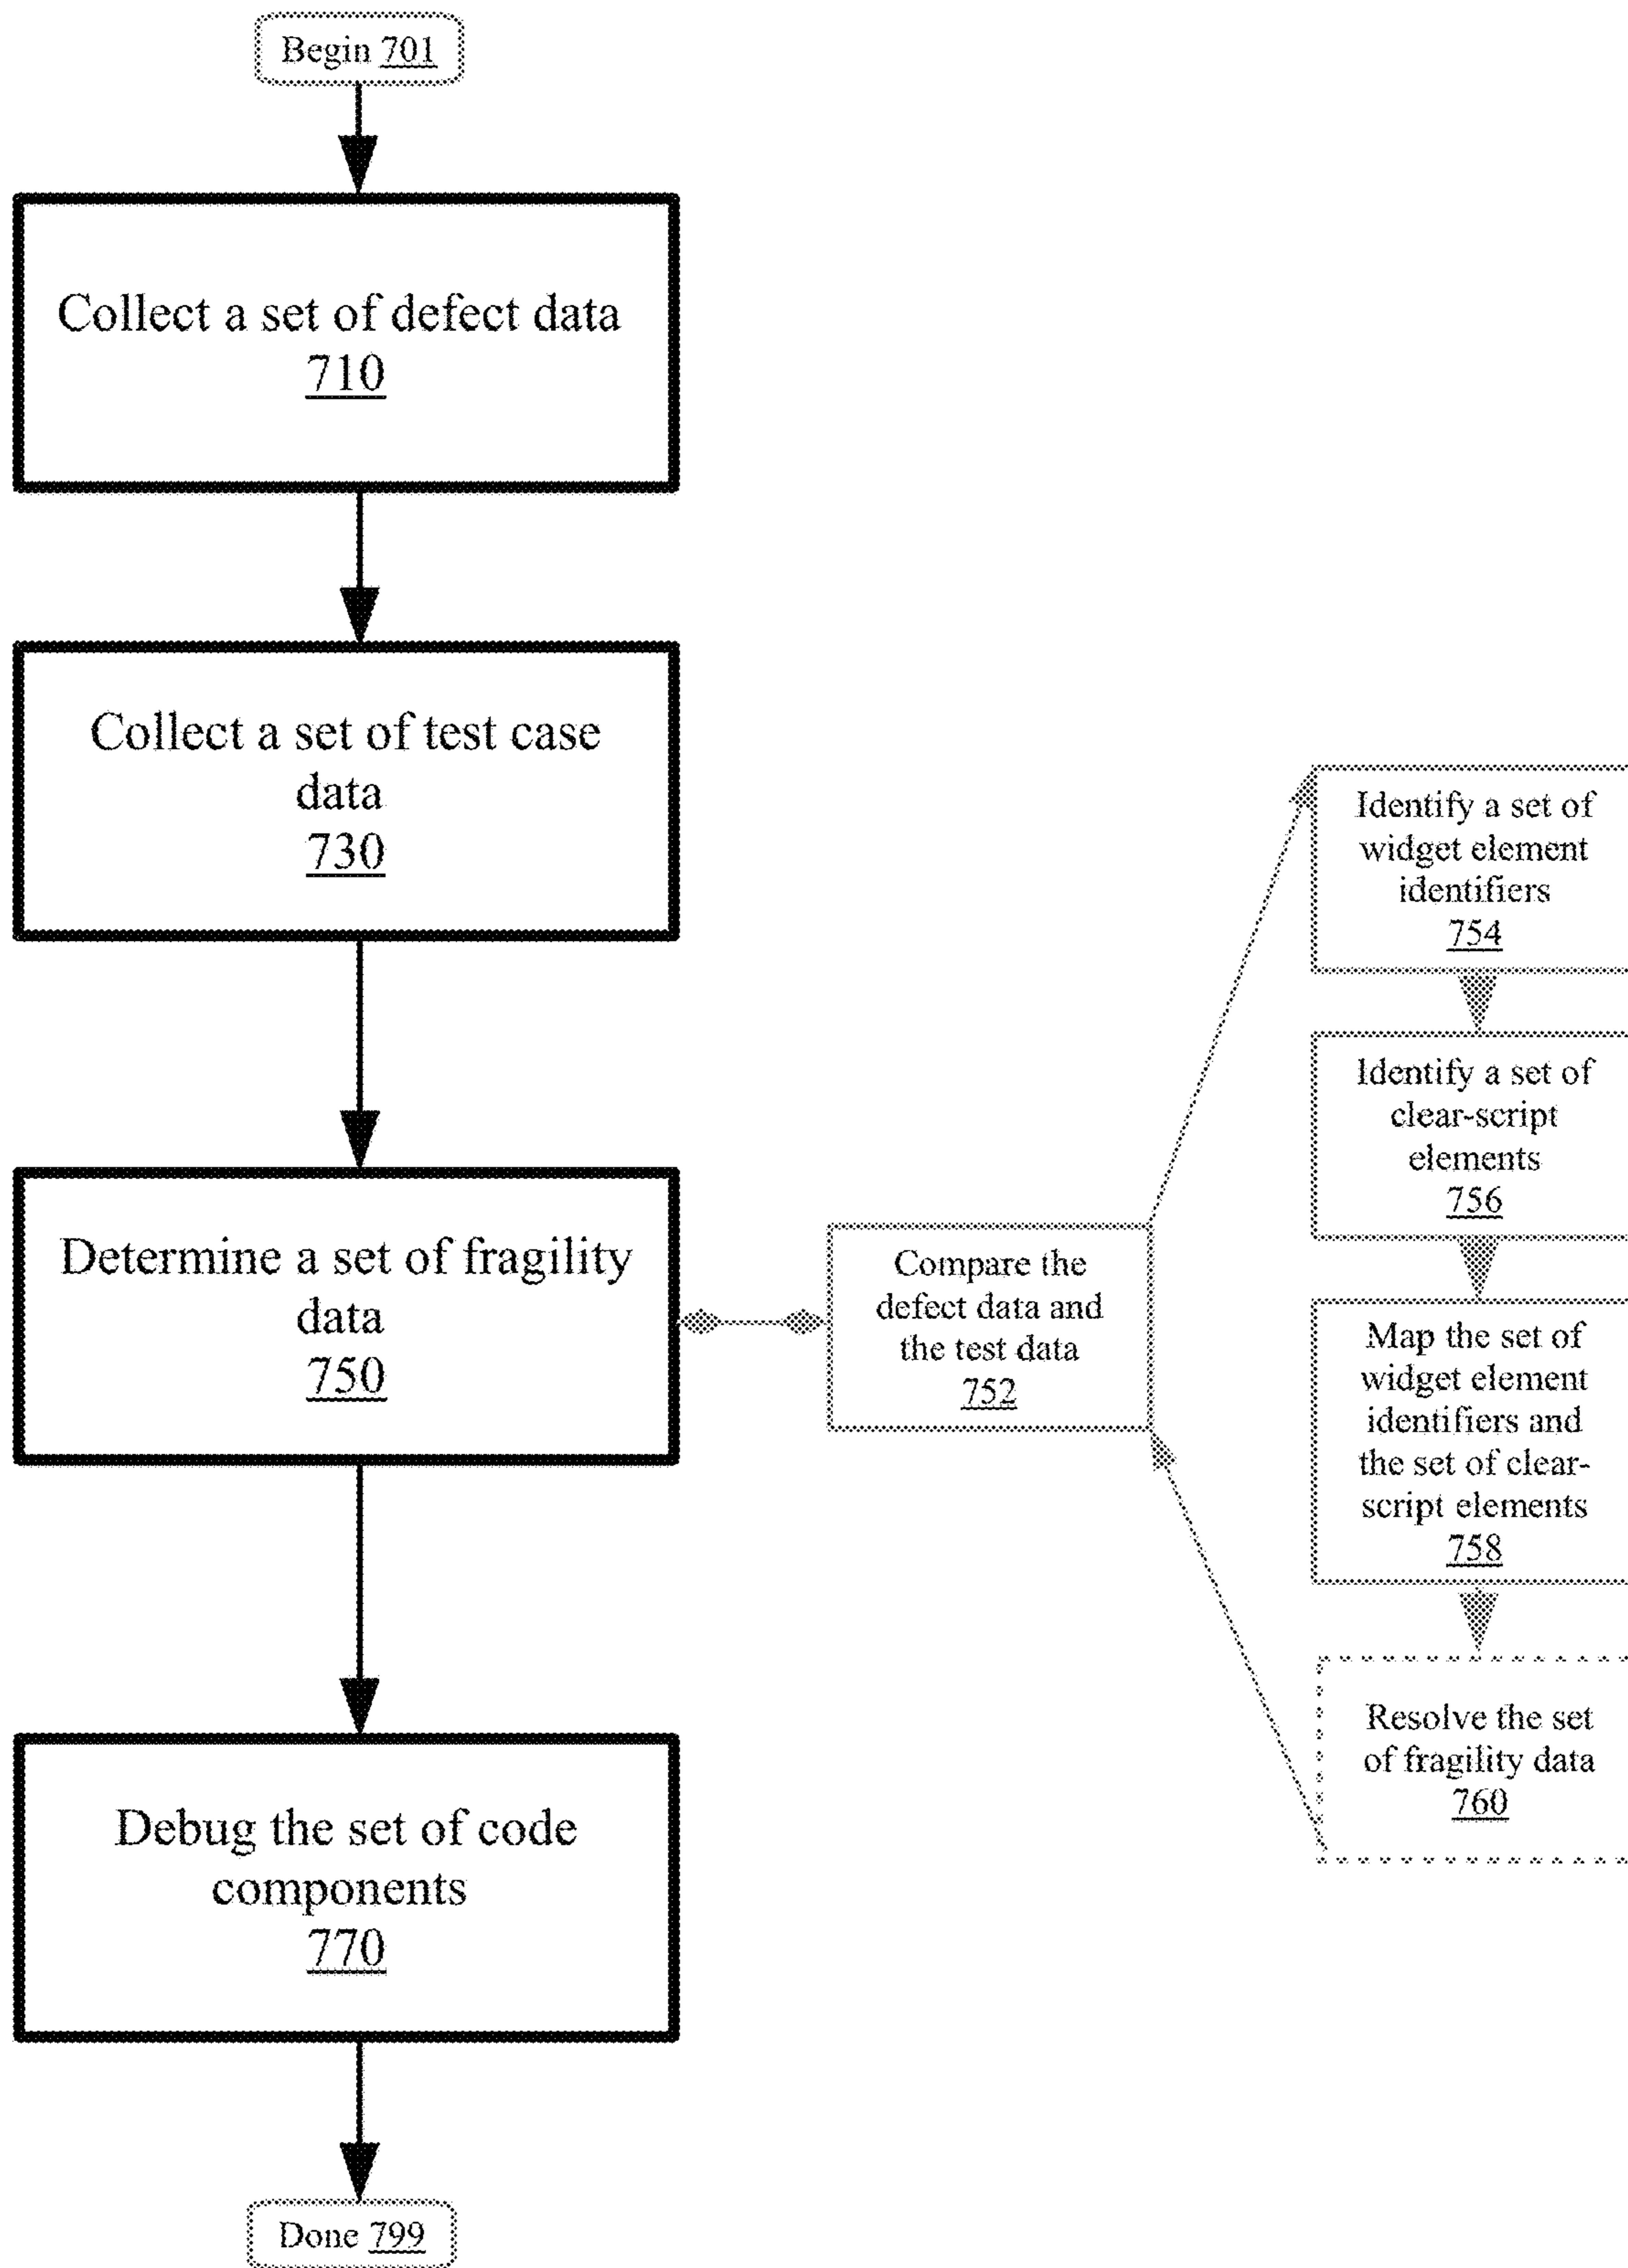 Begin 701
Collect a set of defect data
710
Collect a set of test case
data
730
Determine a set of fragility
data
750
Debug the set of code
components
770
Done 799
Compare the
defect data and
the test data
752
Identify a set of
widget element
identifiers
754
Identify a set of
clear-script
elements
756
Map the set of
widget element
identifiers and
the set of clear-
script elements
758
Resolve the set
of fragility data
760